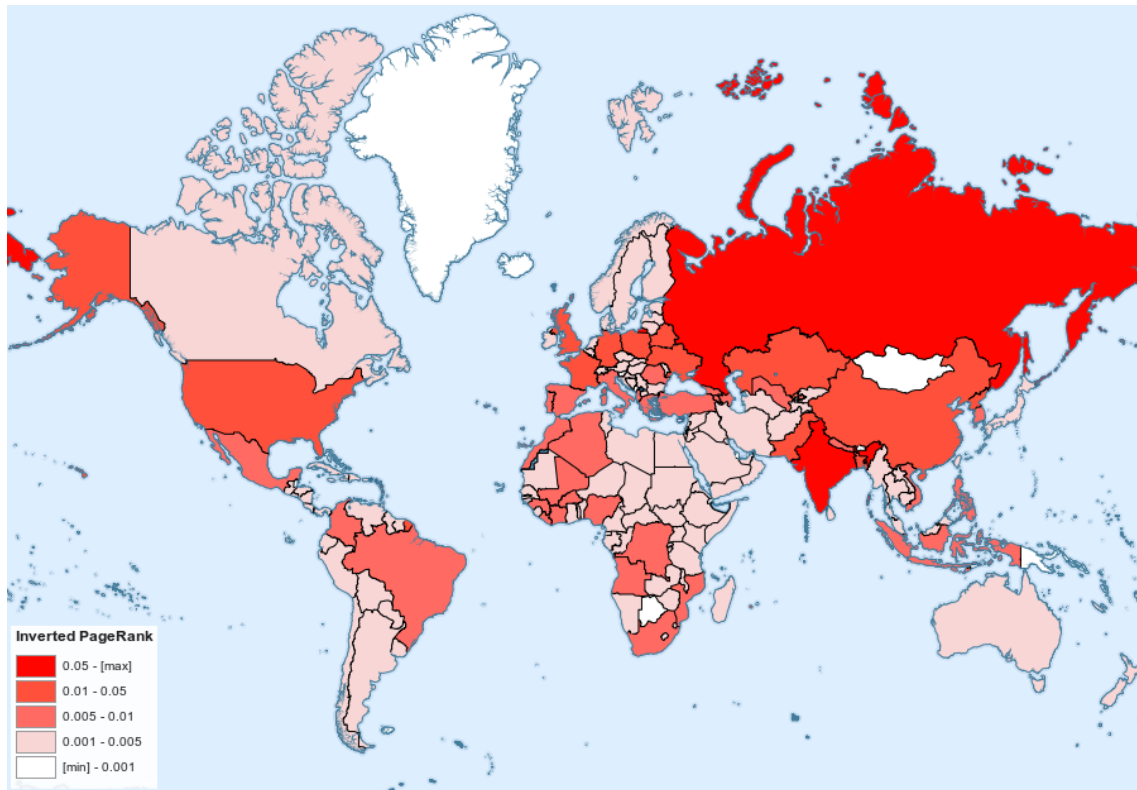 Inverted PageRank
0.05 - [max]
0.01 - 0.05
0.005 - 0.01
0.001 - 0.005
[min] - 0.001